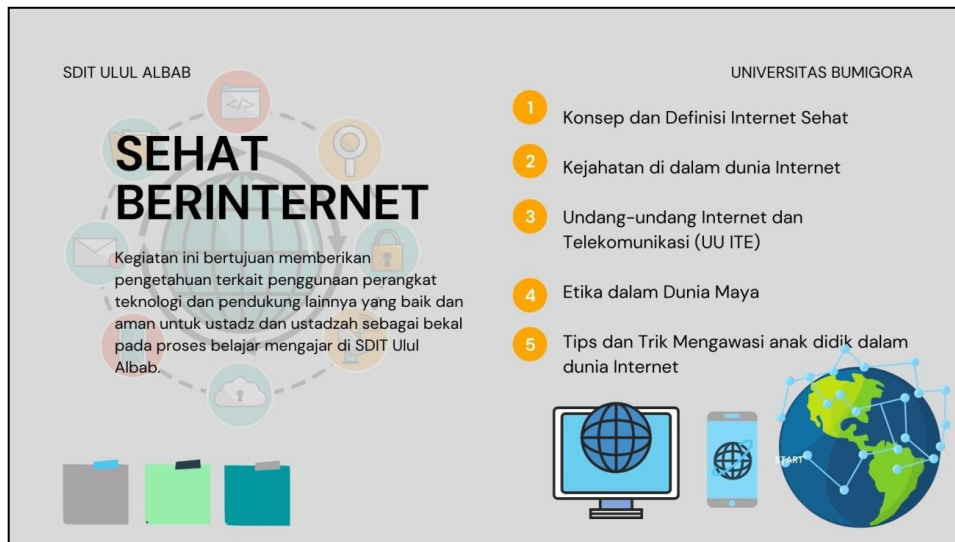 SDIT ULUL ALBAB
UNIVERSITAS BUMIGORA
SEHAT
BERINTERNET
Kegiatan ini bertujuan memberikan
pengetahuan terkait penggunaan perangkat
teknologi dan pendukung lainnya yang baik dan
aman untuk ustadz dan ustadzah sebagai bekal
pada proses belajar mengajar di SDIT Ulul
Albab.
1 Konsep dan Definisi Internet Sehat
2 Kejahatan di dalam dunia Internet
3 Undang-undang Internet dan
Telekomunikasi (UU ITE)
4 Etika dalam Dunia Maya
5 Tips dan Trik Mengawasi anak didik dalam
dunia Internet
START